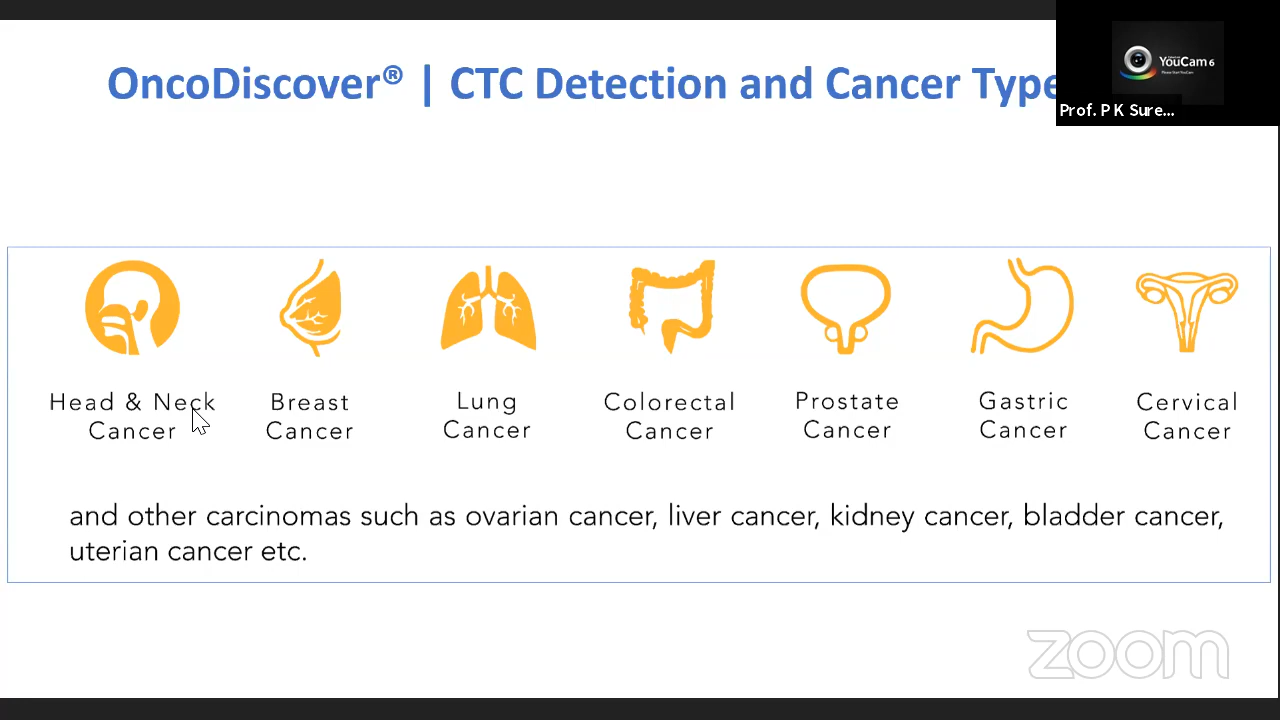 OncoDiscover® | CTC Detection and Cancer Type
YouCam 6
Prof. P K Sure...
Head & Neck
Cancer
Breast
Cancer
Lung
Cancer
Colorectal
Cancer
Prostate
Cancer
Gastric
Cancer
Cervical
Cancer
and other carcinomas such as ovarian cancer, liver cancer, kidney cancer, bladder cancer,
uterian cancer etc.
zoom